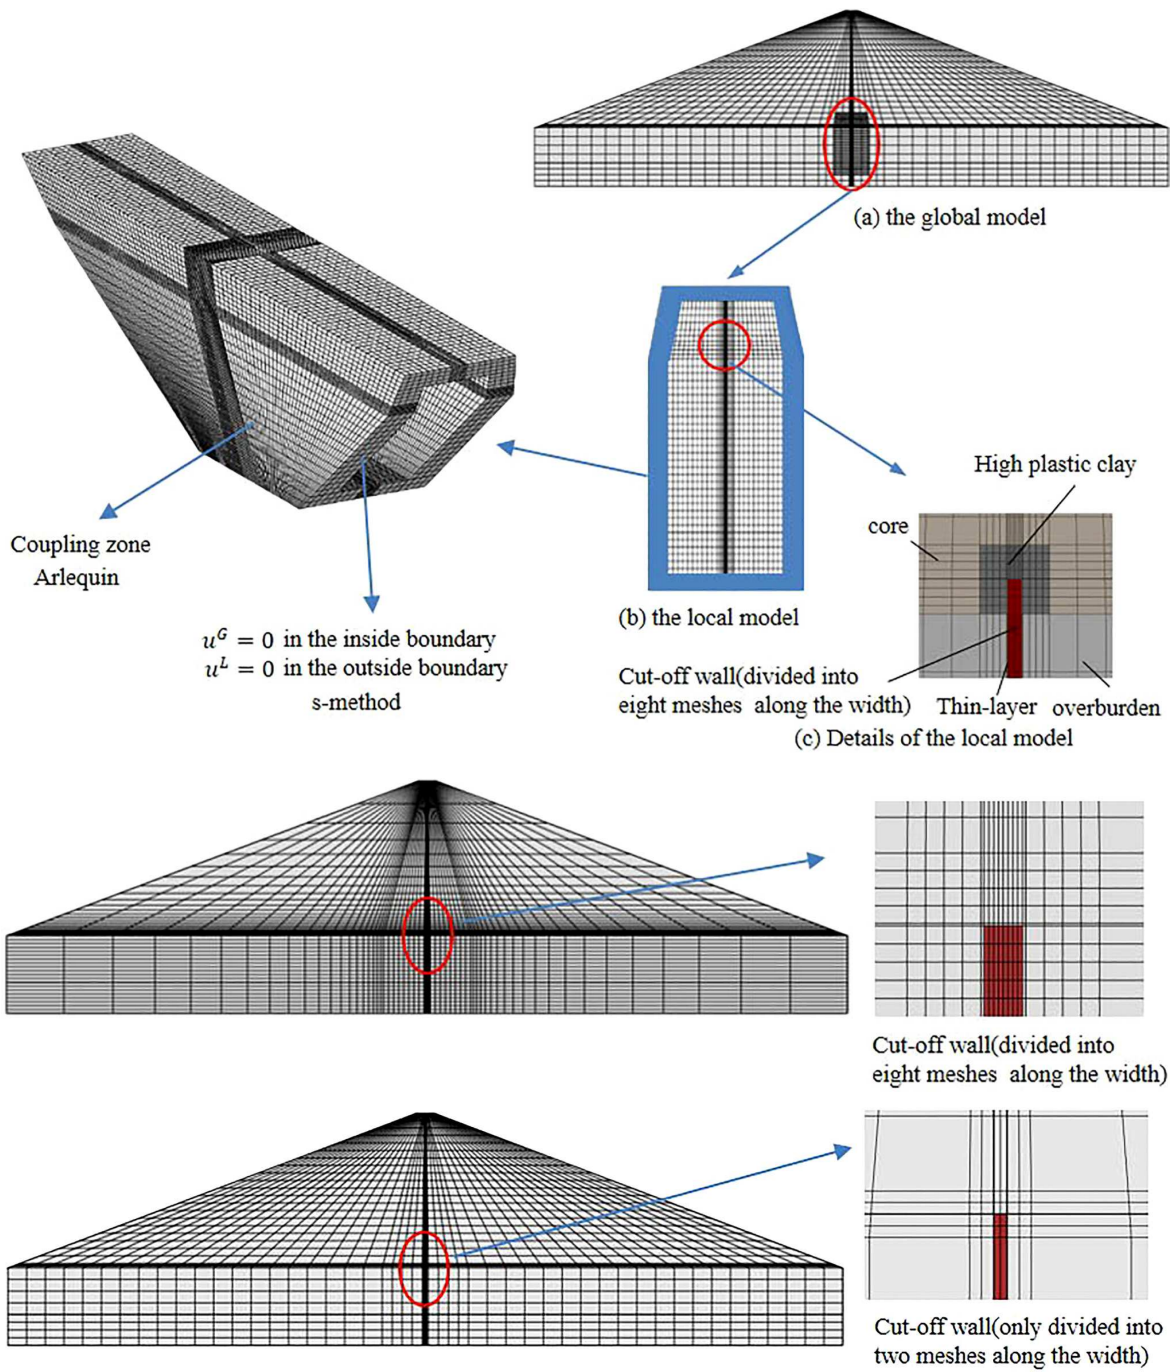 (a) the global model
High plastic clay
core
Coupling zone
Arlequin
(b) the local model
u^G = 0 in the inside boundary
u^L = 0 in the outside boundary
s-method
Cut-off wall(divided into
eight meshes along the width)
Thin-layer
overburden
(c) Details of the local model
Cut-off wall(divided into
eight meshes along the width)
Cut-off wall(only divided into
two meshes along the width)